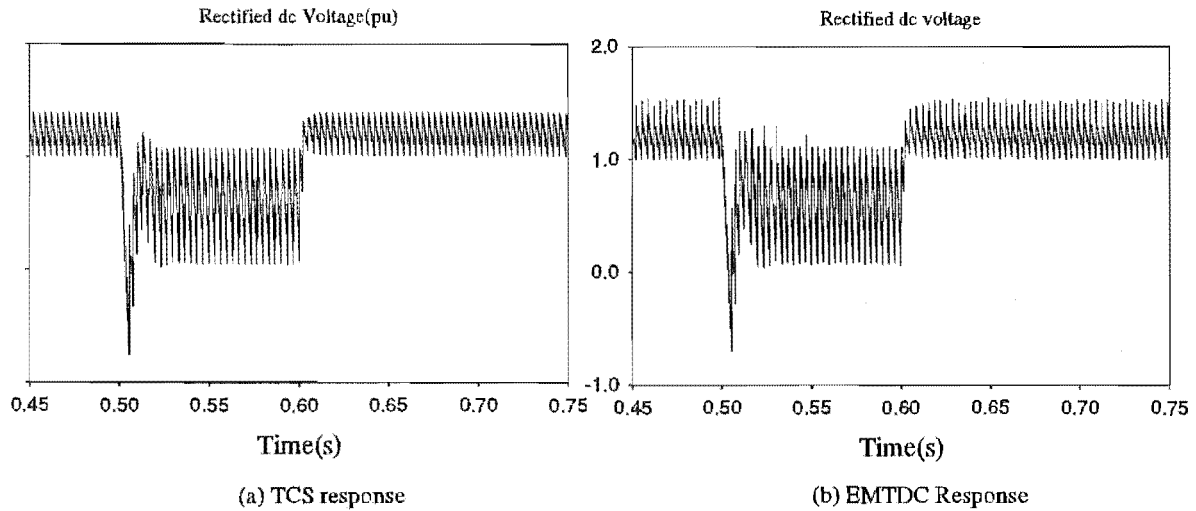 Rectified dc Voltage(pu)
0.45 0.50 0.55 0.60 0.65 0.70 0.75
Time(s)
(a) TCS response
Rectified dc voltage
2.0
1.0
0.0
-1.0
0.45 0.50 0.55 0.60 0.65 0.70 0.75
Time(s)
(b) EMTDC Response